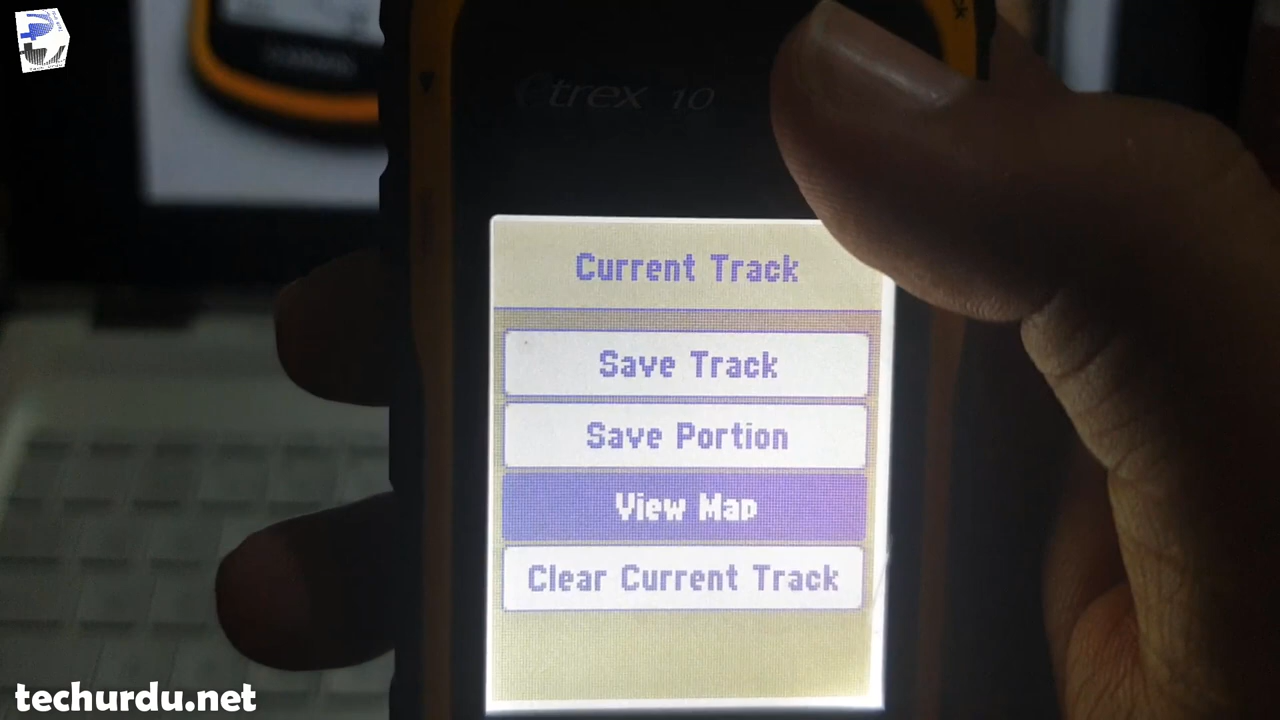 etrex 10
Current Track
Save Track
Save Portion
View Map
Clear Current Track
techurdu.net